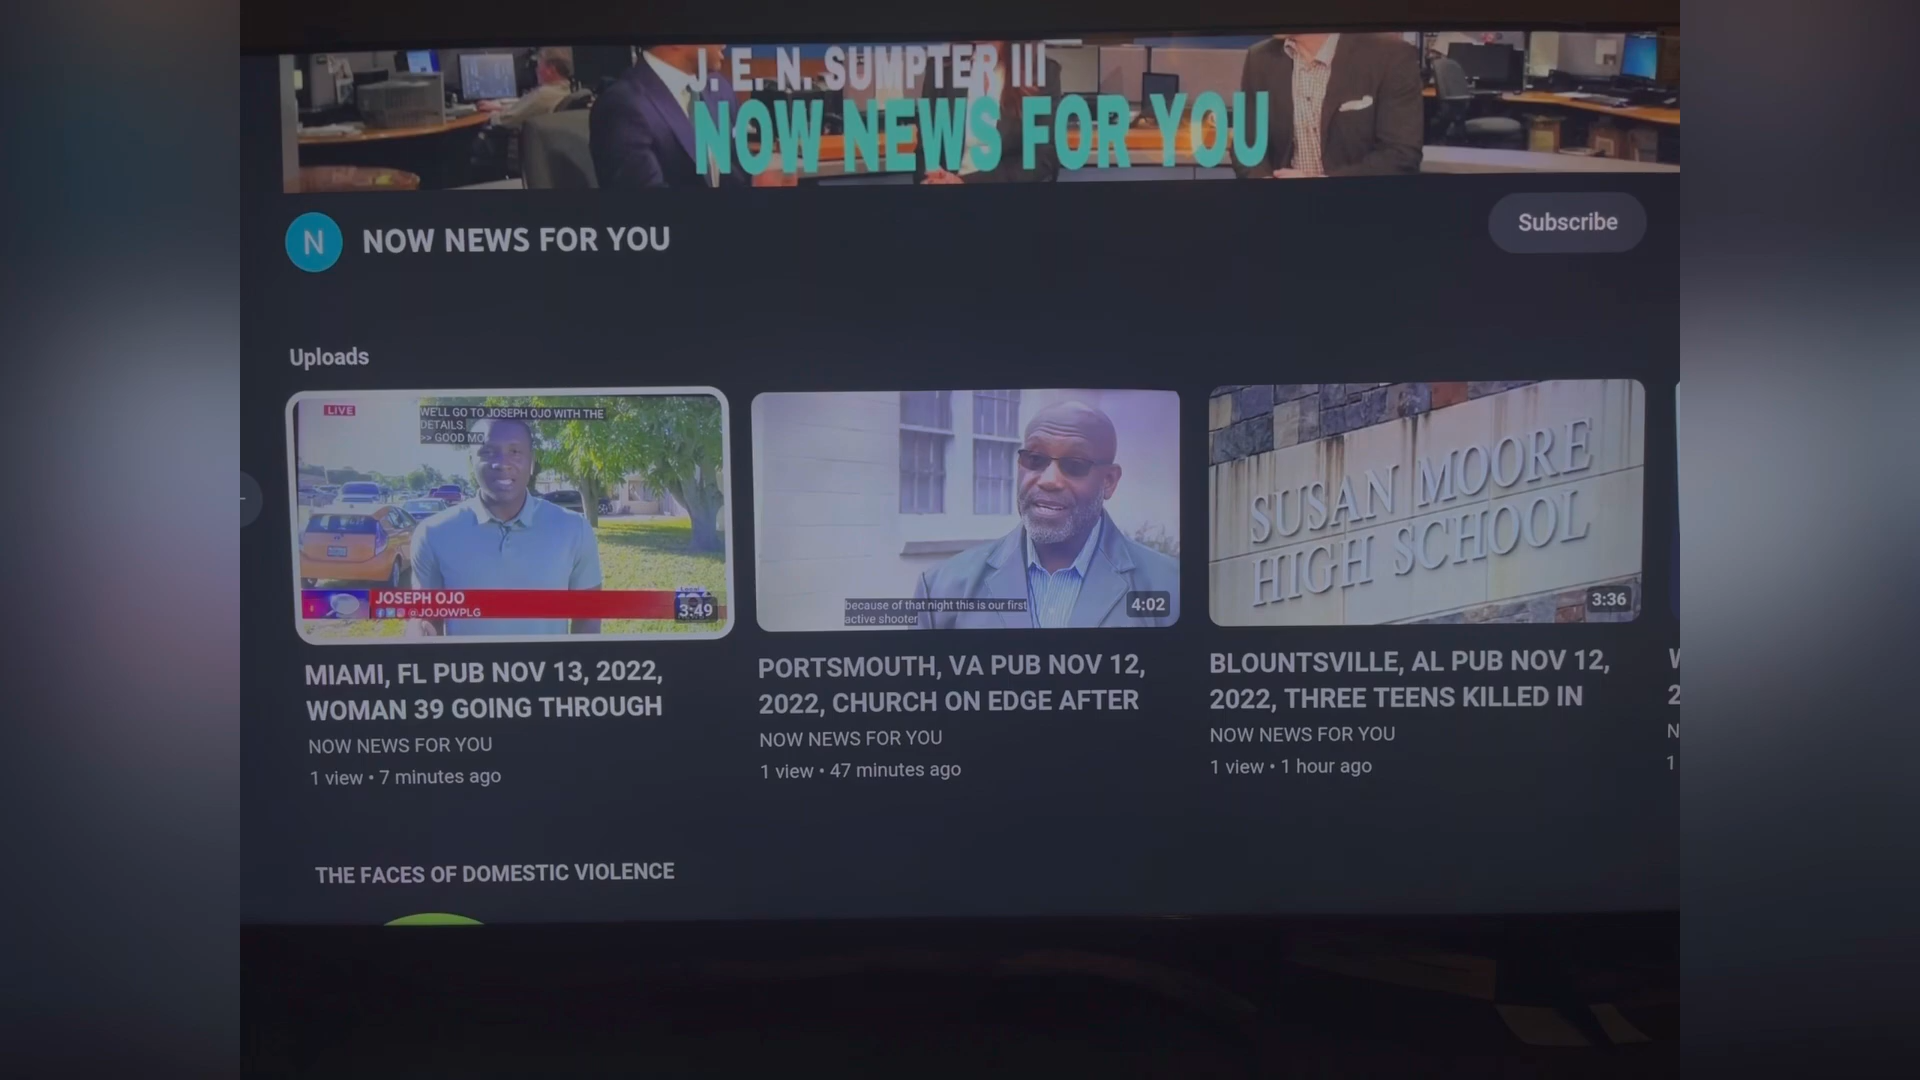 J. E. N. SUMPTER III
NOW NEWS FOR YOU
N
NOW NEWS FOR YOU
Subscribe
Uploads
LIVE
WE'LL GO TO JOSEPH OJO WITH THE
DETAILS.
>> GOOD MO
JOSEPH OJO
@JOJOWPLG
3:49
because of that night this is our first
active shooter
4:02
SUSAN MOORE
HIGH SCHOOL
3:36
MIAMI, FL PUB NOV 13, 2022,
WOMAN 39 GOING THROUGH
NOW NEWS FOR YOU
1 view • 7 minutes ago
PORTSMOUTH, VA PUB NOV 12,
2022, CHURCH ON EDGE AFTER
NOW NEWS FOR YOU
1 view • 47 minutes ago
BLOUNTSVILLE, AL PUB NOV 12,
2022, THREE TEENS KILLED IN
NOW NEWS FOR YOU
1 view • 1 hour ago
THE FACES OF DOMESTIC VIOLENCE